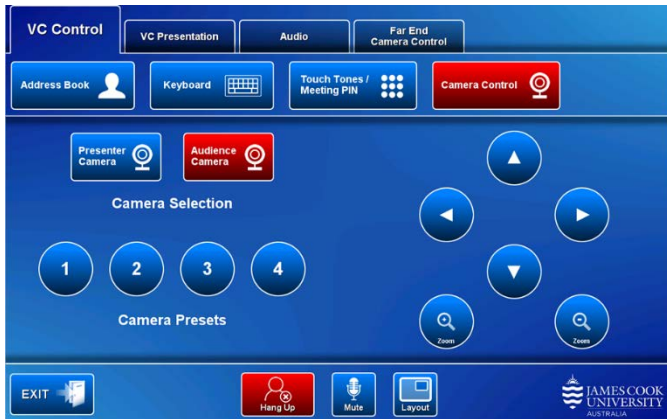 VC Control
VC Presentation
Audio
Far End
Camera Control
Address Book
Keyboard
Touch Tones /
Meeting PIN
Camera Control
Presenter
Camera
Audience
Camera
Camera Selection
1 2 3 4
Camera Presets
Zoom
Zoom
EXIT
Hang Up
Mute
Layout
JAMES COOK
UNIVERSITY
AUSTRALIA